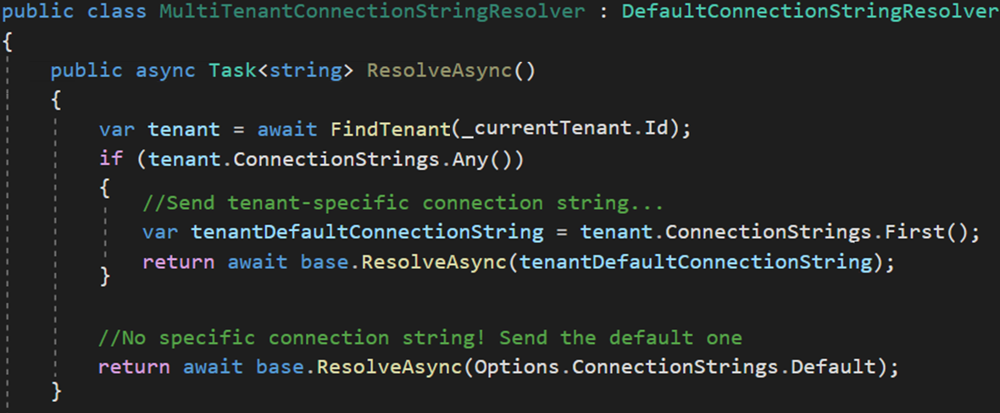 public class MultiTenantConnectionStringResolver : DefaultConnectionStringResolver
{
public async Task<string> ResolveAsync()
{
var tenant = await FindTenant(_currentTenant.Id);
if (tenant.ConnectionStrings.Any())
{
//Send tenant-specific connection string...
var tenantDefaultConnectionString = tenant.ConnectionStrings.First();
return await base.ResolveAsync(tenantDefaultConnectionString);
}
//No specific connection string! Send the default one
return await base.ResolveAsync(Options.ConnectionStrings.Default);
}